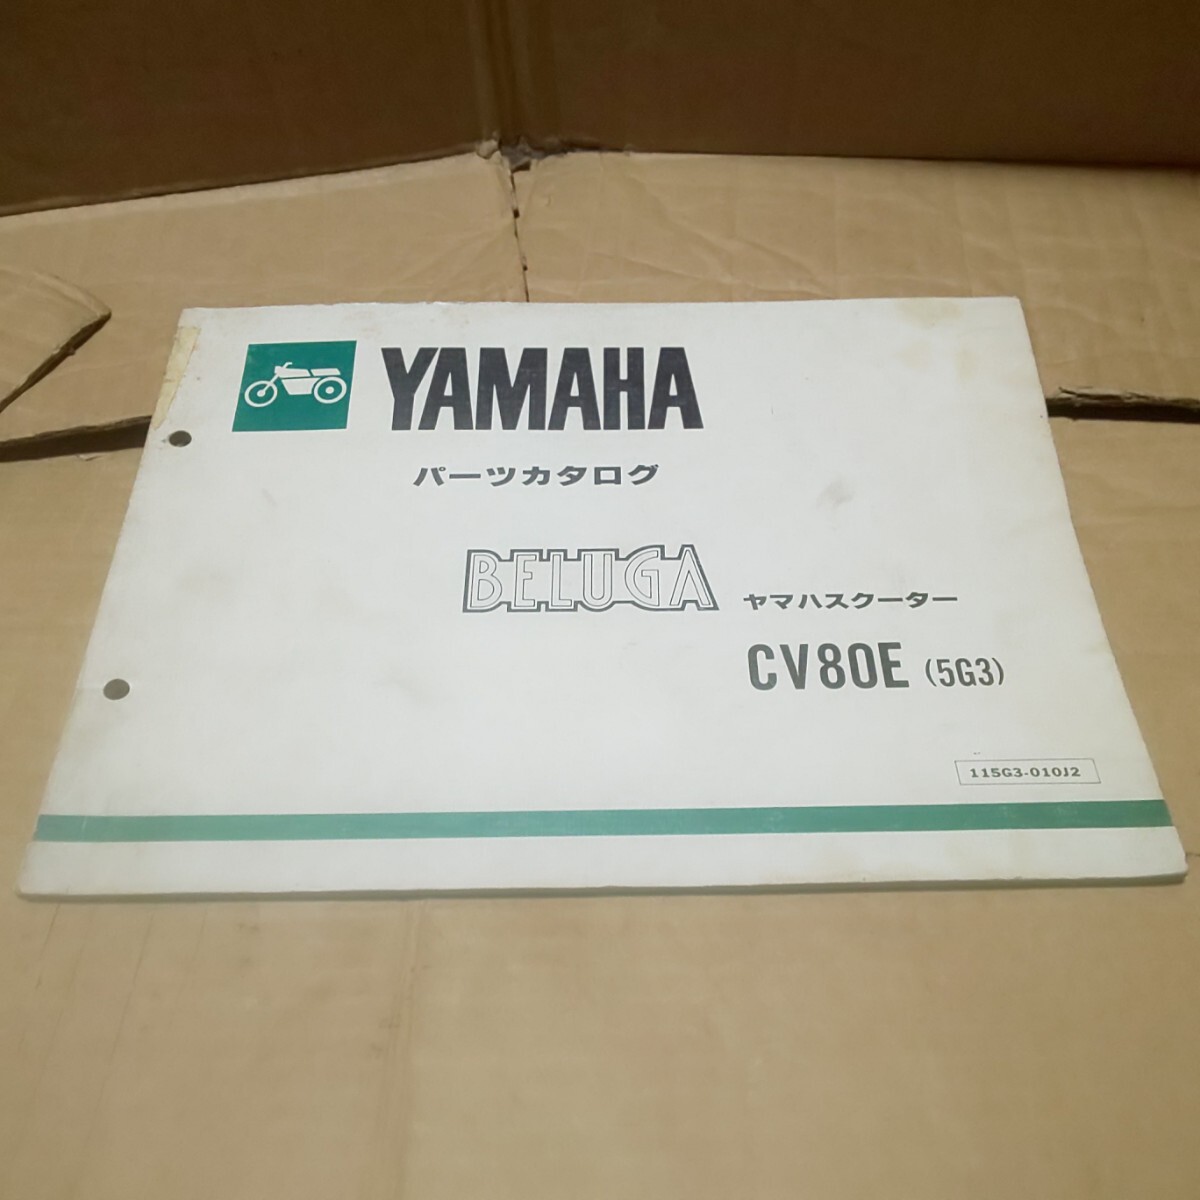 YAMAHA
パーツカタログ
BELUGA ヤマハスクーター
CV80E (5G3)
115G3-010J2